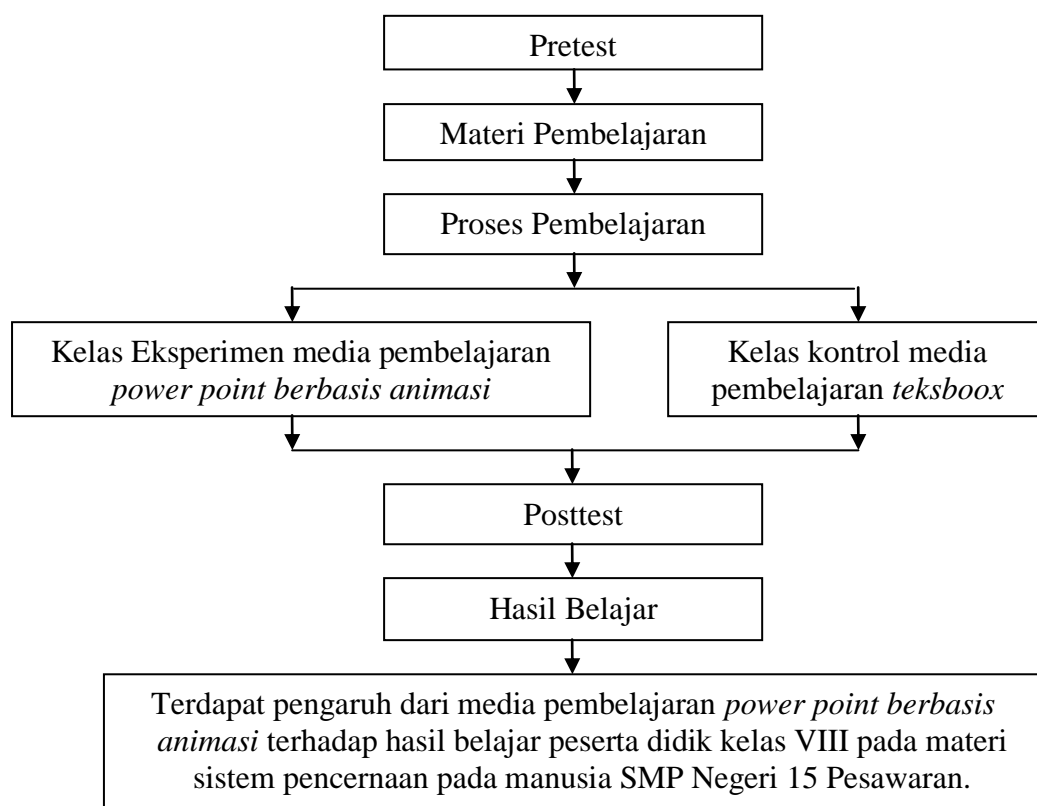 Pretest
Materi Pembelajaran
Proses Pembelajaran
Kelas Eksperimen media pembelajaran
power point berbasis animasi
Kelas kontrol media
pembelajaran teksboox
Posttest
Hasil Belajar
Terdapat pengaruh dari media pembelajaran power point berbasis
animasi terhadap hasil belajar peserta didik kelas VIII pada materi
sistem pencernaan pada manusia SMP Negeri 15 Pesawaran.